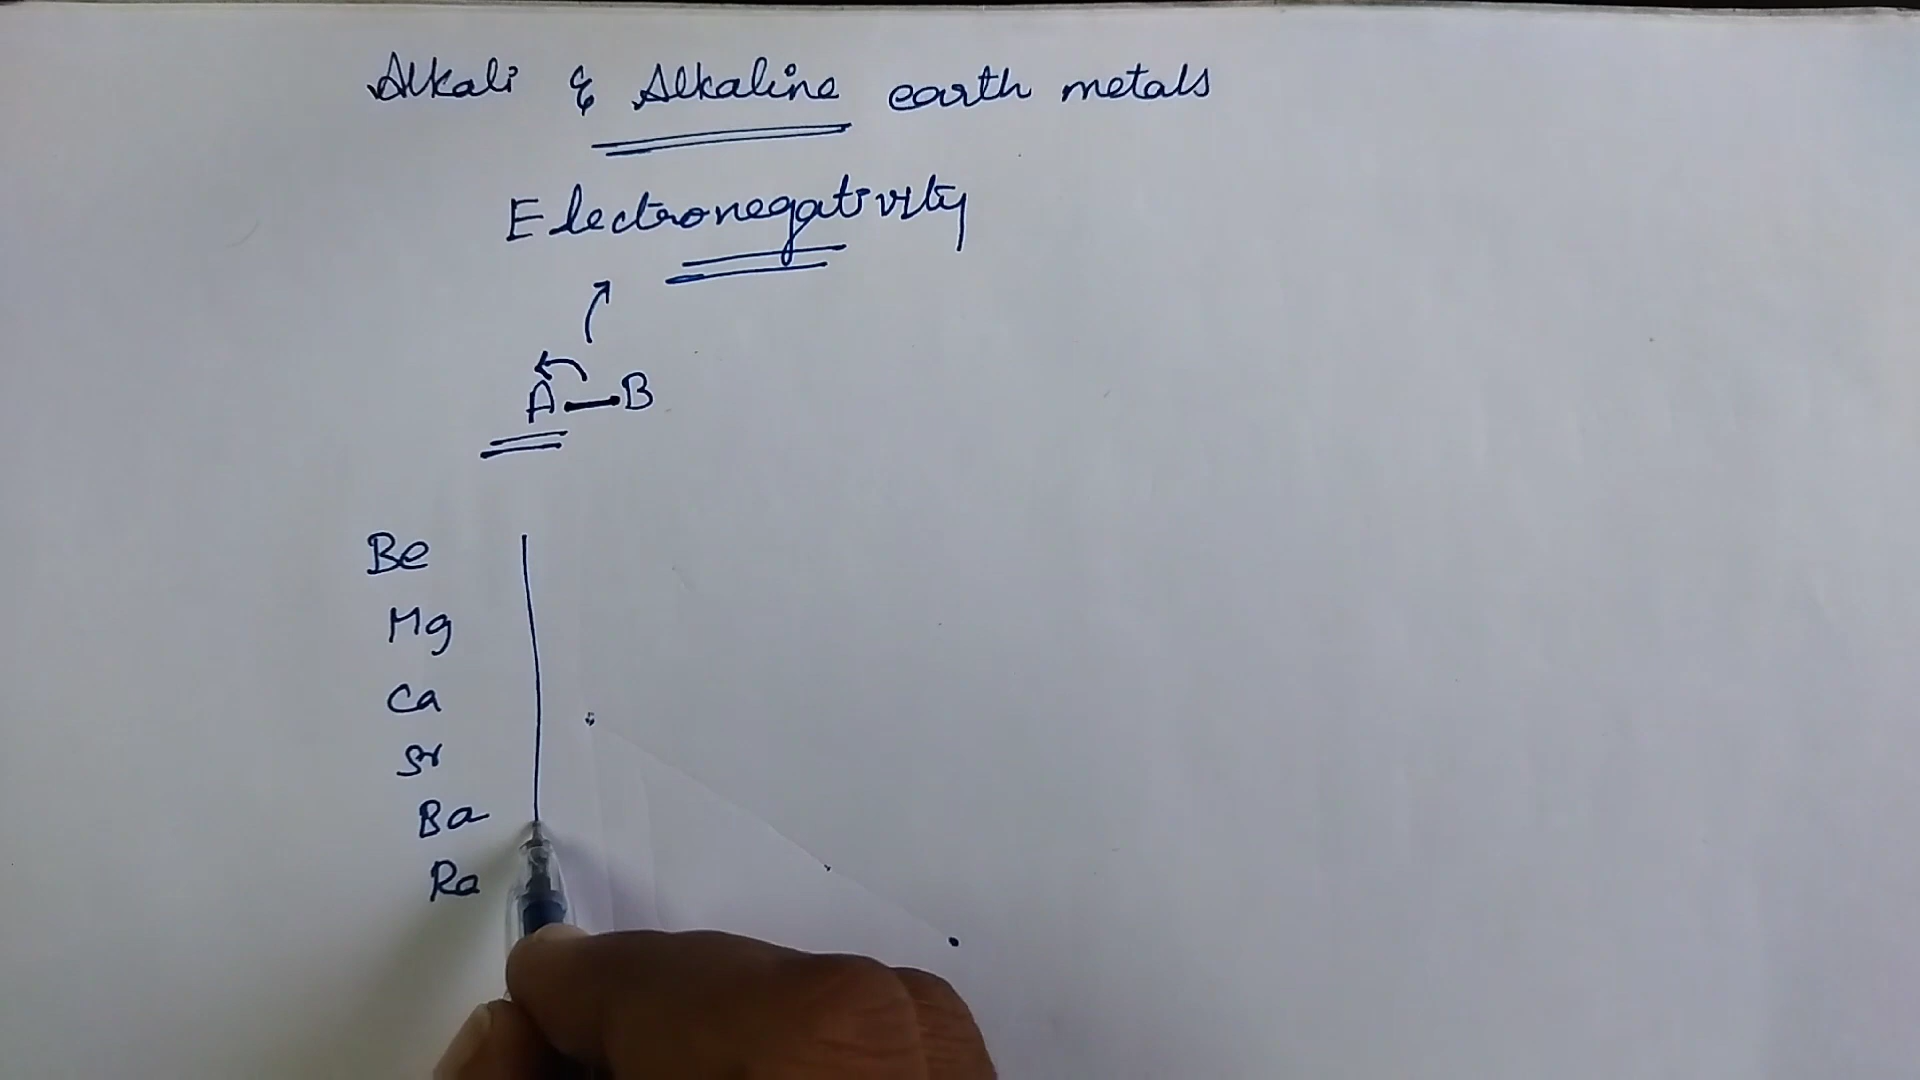 Alkali & Alkaline earth metals
Electronegativity
A — B
Be
Mg
Ca
Sr
Ba
Ra